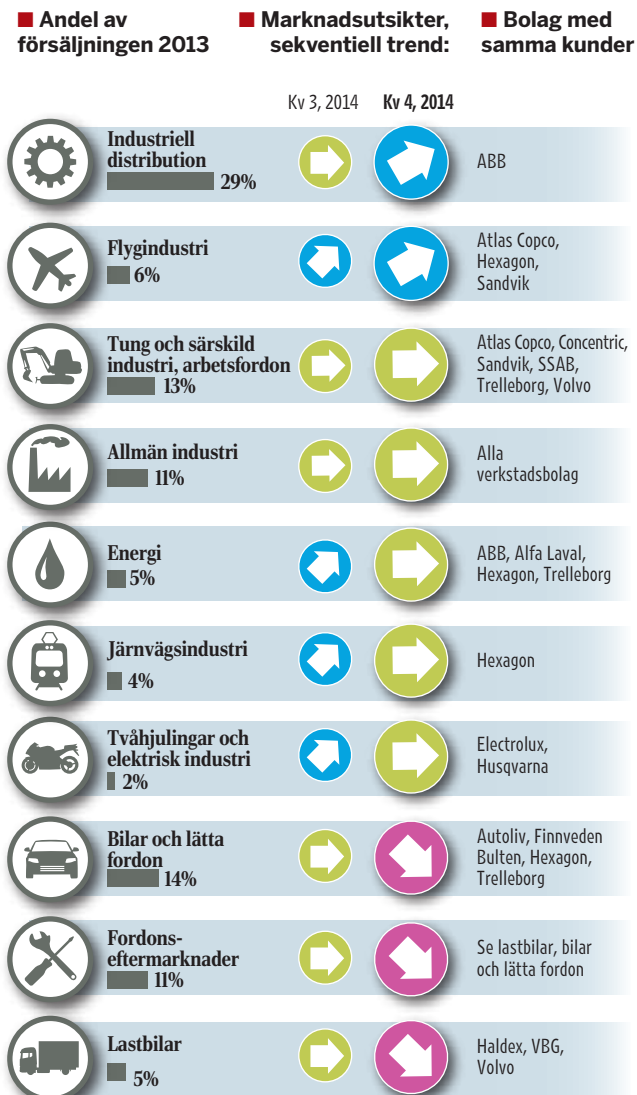 ■ Andel av
försäljningen 2013
■ Marknadsutsikter,
sekventiell trend:
■ Bolag med
samma kunder
Kv 3, 2014
Kv 4, 2014
Industriell
distribution
29%
ABB
Flygindustri
6%
Atlas Copco,
Hexagon,
Sandvik
Tung och särskild
industri, arbetsfordon
13%
Atlas Copco, Concentric,
Sandvik, SSAB,
Trelleborg, Volvo
Allmän industri
11%
Alla
verkstadsbolag
Energi
5%
ABB, Alfa Laval,
Hexagon, Trelleborg
Järnvägsindustri
4%
Hexagon
Tvåhjulingar och
elektrisk industri
2%
Electrolux,
Husqvarna
Bilar och lätta
fordon
14%
Autoliv, Finnveden
Bulten, Hexagon,
Trelleborg
Fordons-
eftermarknader
11%
Se lastbilar, bilar
och lätta fordon
Lastbilar
5%
Haldex, VBG,
Volvo